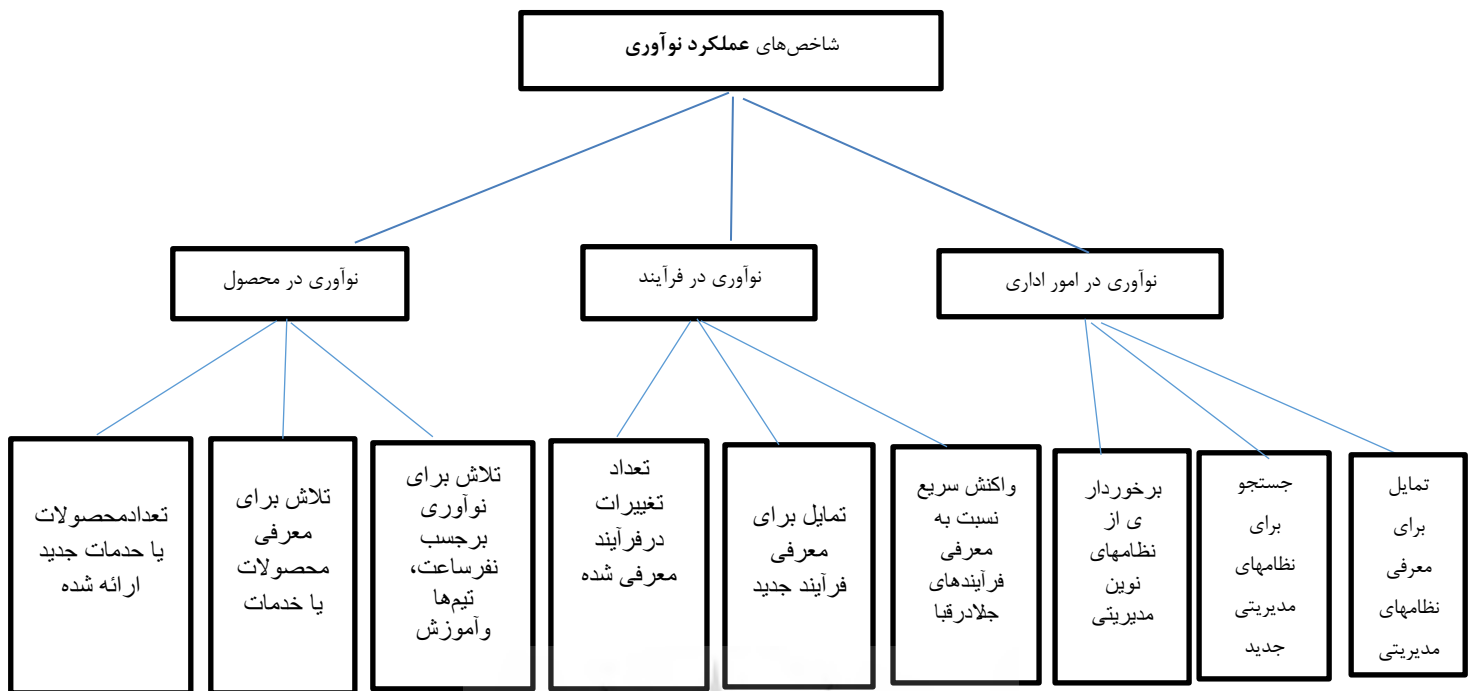 شاخص‌های عملکرد نوآوری
نوآوری در امور اداری
نوآوری در فرآیند
نوآوری در محصول
تمایل
برای
معرفی
نظامهای
مدیریتی
جستجو
برای
نظامهای
مدیریتی
جدید
برخوردار
ی از
نظامهای
نوین
مدیریتی
واکنش سریع
نسبت به
معرفی
فرآیندهای
جلادرقبا
تمایل برای
معرفی
فرآیند جدید
تعداد
تغییرات
درفرآیند
معرفی شده
تلاش برای
نوآوری
برجسب
نفرساعت،
تیم‌ها
وآموزش
تلاش برای
معرفی
محصولات
یا خدمات
تعدادمحصولات
یا حدمات جدید
ارائه شده